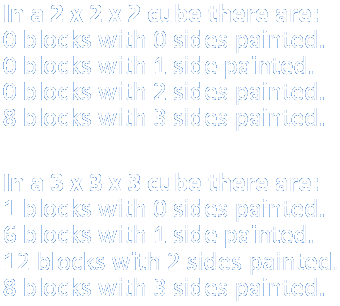 In a 2 x 2 x 2 cube there are:
0 blocks with 0 sides painted.
0 blocks with 1 side painted.
0 blocks with 2 sides painted.
8 blocks with 3 sides painted.
In a 3 x 3 x 3 cube there are:
1 blocks with 0 sides painted.
6 blocks with 1 side painted.
12 blocks with 2 sides painted.
8 blocks with 3 sides painted.